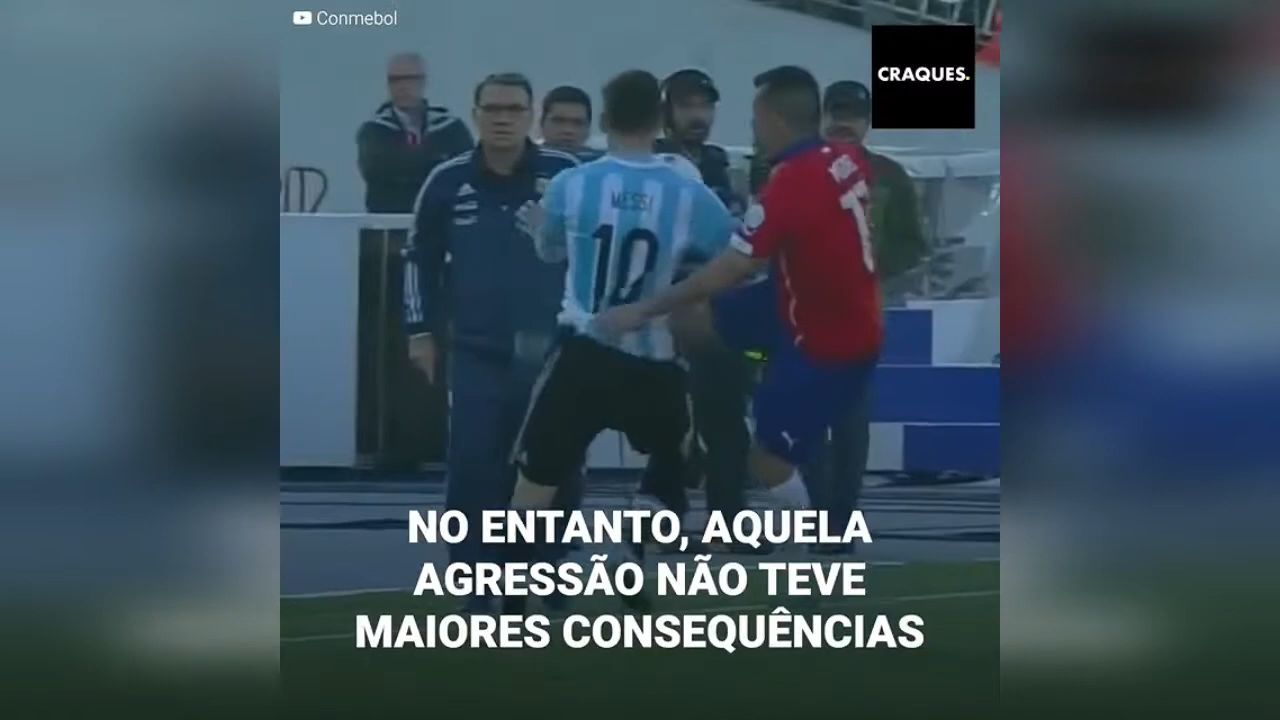 Conmebol
CRAQUES.
MESSI
10
NO ENTANTO, AQUELA
AGRESSÃO NÃO TEVE
MAIORES CONSEQUÊNCIAS